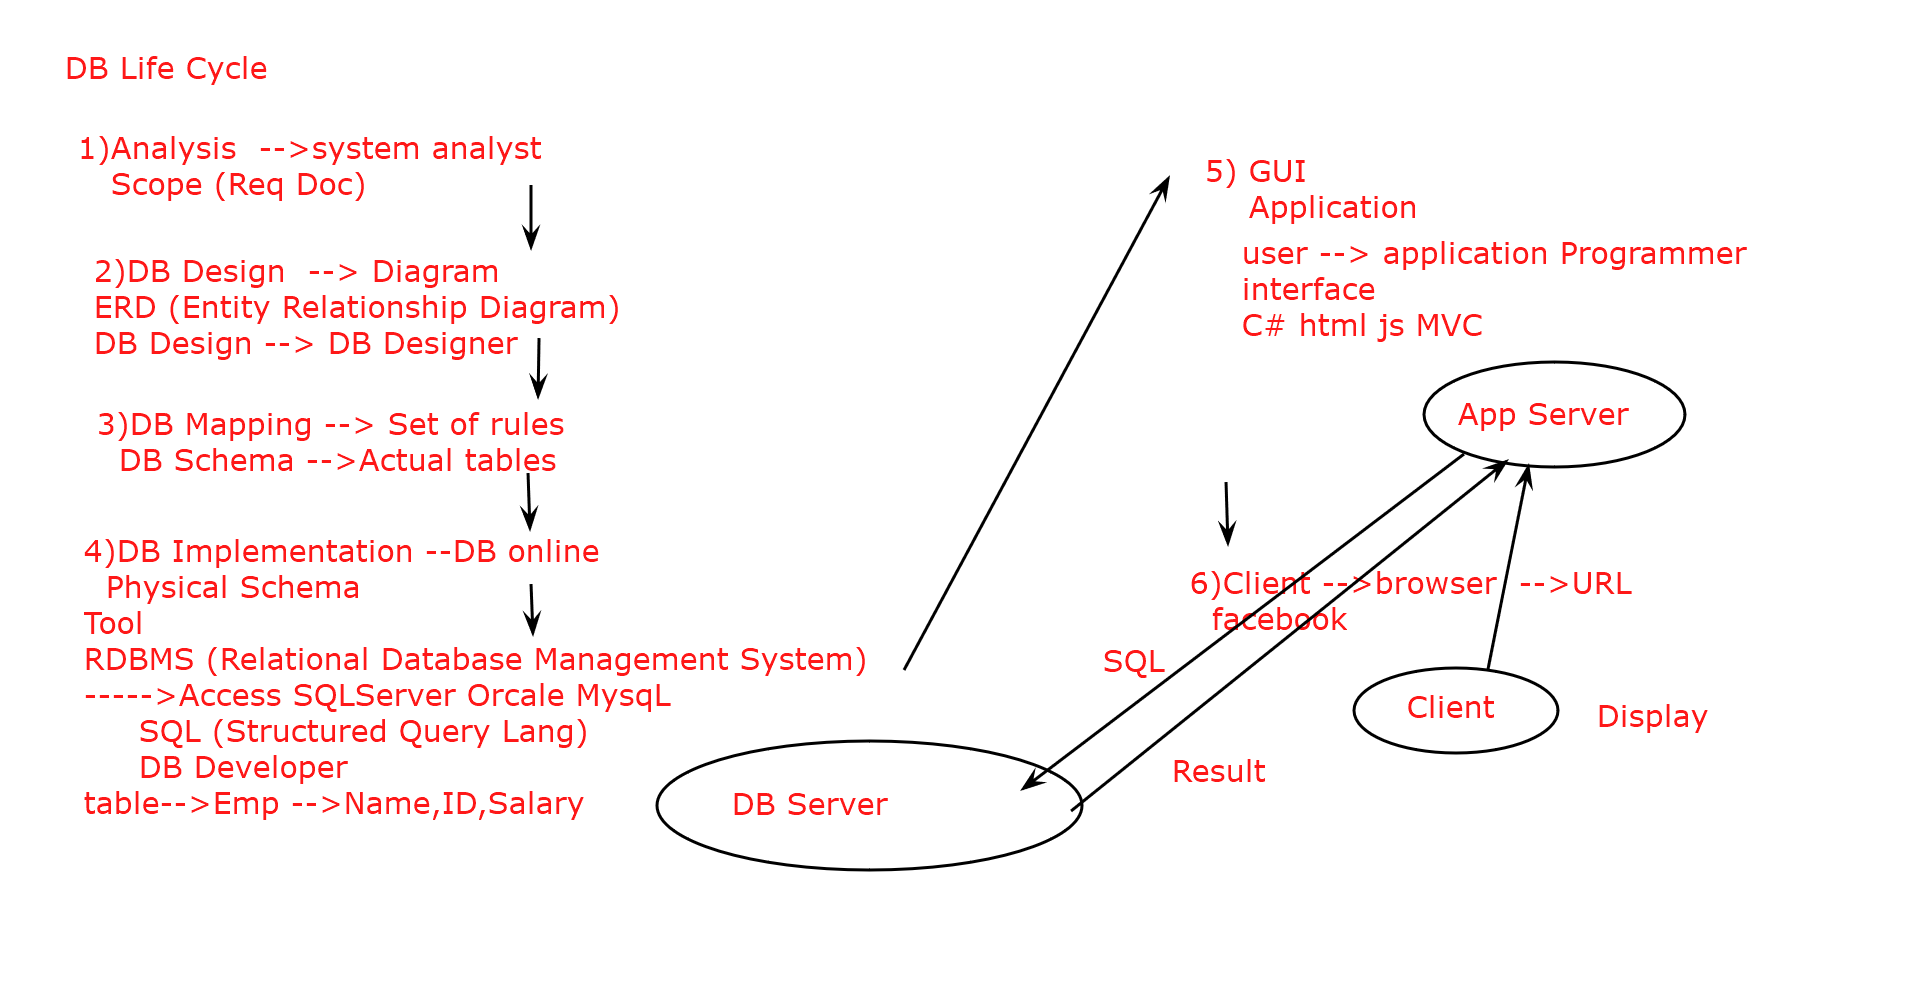 DB Life Cycle
1)Analysis  -->system analyst
Scope (Req Doc)
2)DB Design  --> Diagram
ERD (Entity Relationship Diagram)
DB Design --> DB Designer
3)DB Mapping --> Set of rules
DB Schema -->Actual tables
4)DB Implementation --DB online
Physical Schema
Tool
RDBMS (Relational Database Management System)
----->Access SQLServer Orcale MysqL
SQL (Structured Query Lang)
DB Developer
table-->Emp -->Name,ID,Salary
DB Server
5) GUI
Application
user --> application Programmer
interface
C# html js MVC
App Server
6)Client -->browser  -->URL
facebook
SQL
Client
Display
Result